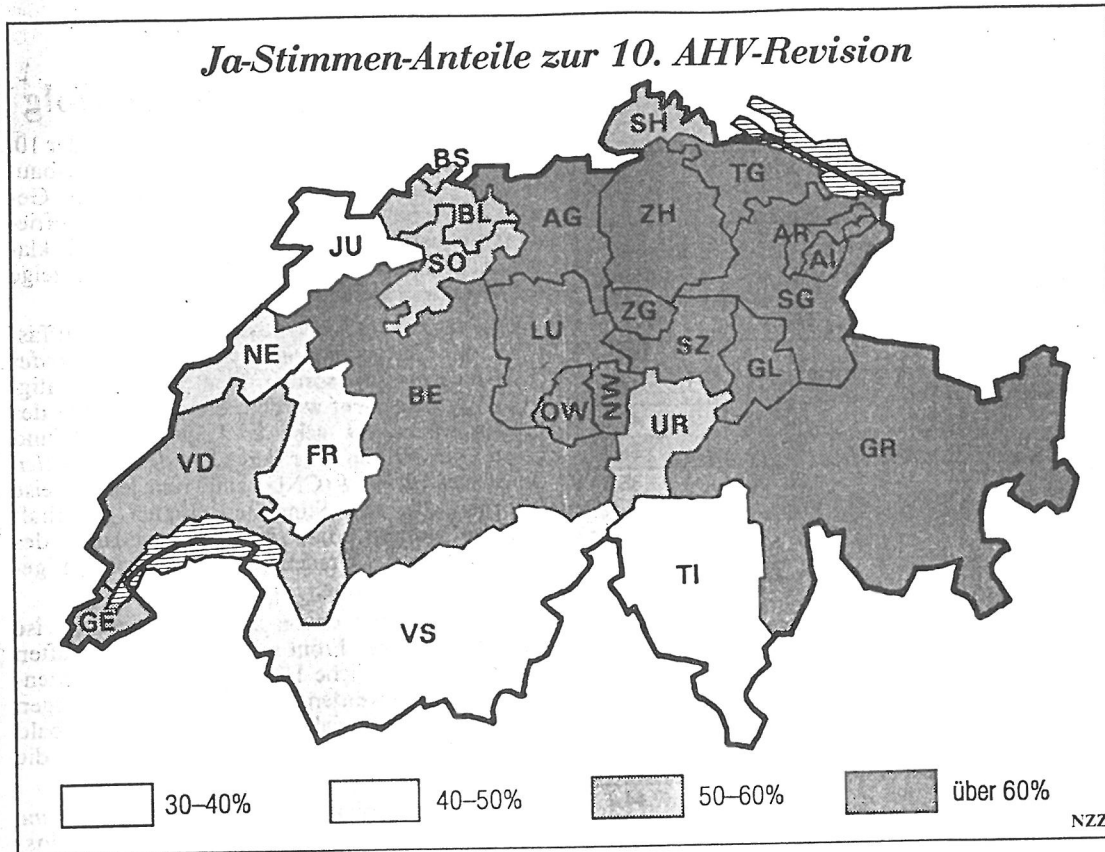 Ja-Stimmen-Anteile zur 10. AHV-Revision
SH
BS
TG
BL
AG
ZH
AR
JU
AI
SO
ZG
SG
LU
SZ
NE
GL
BE
OW
NW
UR
FR
GR
VD
TI
GE
VS
30–40%
40–50%
50–60%
über 60%
NZZ